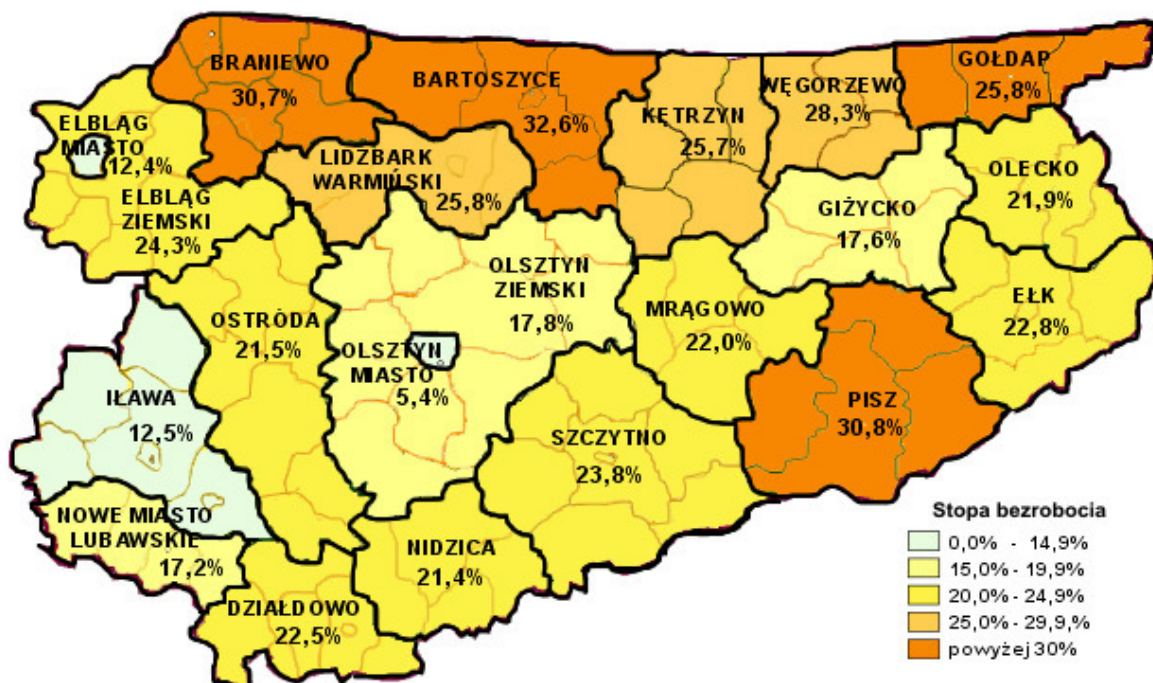 BRANIEWO
30,7%
BARTOSZYCE
32,6%
KĘTRZYN
25,7%
WĘGORZEWO
28,3%
GOŁDAP
25,8%
ELBLĄG
MIASTO
12,4%
ELBLĄG
ZIEMSKI
24,3%
LIDZBARK
WARMIŃSKI
25,8%
OLECKO
21,9%
GIŻYCKO
17,6%
OLSZTYN
ZIEMSKI
17,8%
OSTRÓDA
21,5%
MRĄGOWO
22,0%
EŁK
22,8%
OLSZTYN
MIASTO
5,4%
IŁAWA
12,5%
PISZ
30,8%
SZCZYTNO
23,8%
NOWE MIASTO
LUBAWSKIE
17,2%
NIDZICA
21,4%
DZIAŁDOWO
22,5%
Stopa bezrobocia
0,0% - 14,9%
15,0% - 19,9%
20,0% - 24,9%
25,0% - 29,9,%
powyżej 30%